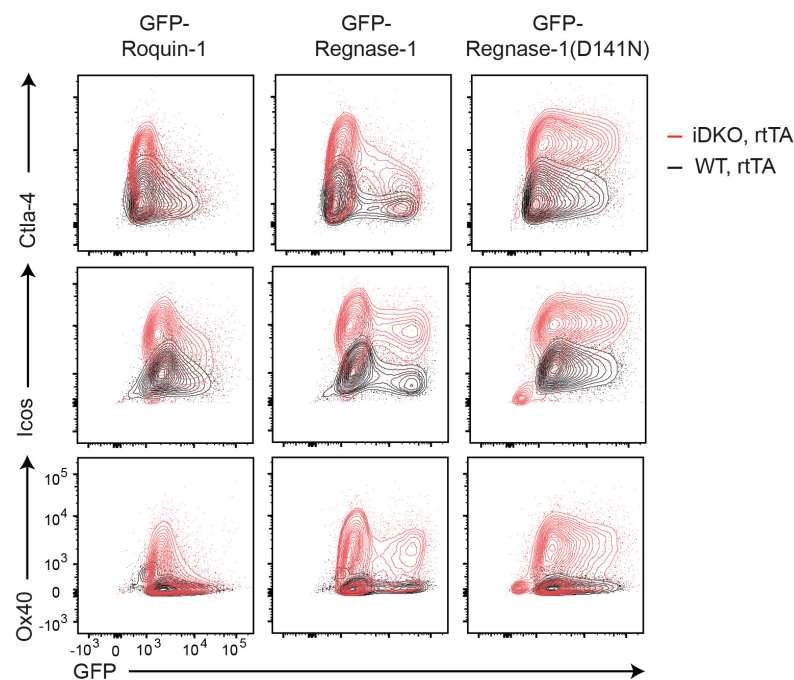 GFP-
Roquin-1
GFP-
Regnase-1
GFP-
Regnase-1(D141N)
iDKO, rtTA
WT, rtTA
Ctla-4
Icos
Ox40
10⁵
10⁴
10³
0
-10³
-10³ 0 10³ 10⁴ 10⁵
GFP